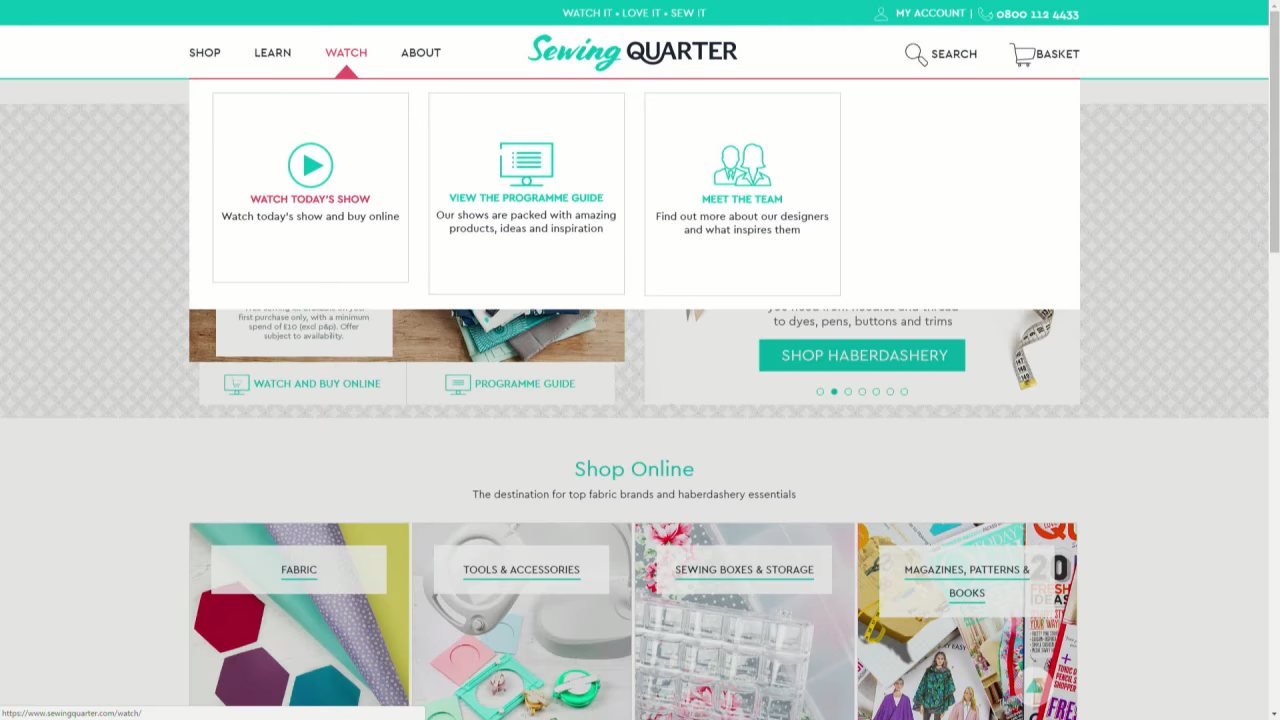 WATCH IT • LOVE IT • SEW IT
MY ACCOUNT |
0800 112 4433
SHOP
LEARN
WATCH
ABOUT
Sewing QUARTER
SEARCH
BASKET
WATCH TODAY'S SHOW
Watch today's show and buy online
VIEW THE PROGRAMME GUIDE
Our shows are packed with amazing
products, ideas and inspiration
MEET THE TEAM
Find out more about our designers
and what inspires them
first purchase only, with a minimum
spend of £10 (excl p&p). Offer
subject to availability.
to dyes, pens, buttons and trims
SHOP HABERDASHERY
WATCH AND BUY ONLINE
PROGRAMME GUIDE
Shop Online
The destination for top fabric brands and haberdashery essentials
FABRIC
TOOLS & ACCESSORIES
SEWING BOXES & STORAGE
MAGAZINES, PATTERNS &
BOOKS
FRESH
IDEAS
https://www.sewingquarter.com/watch/